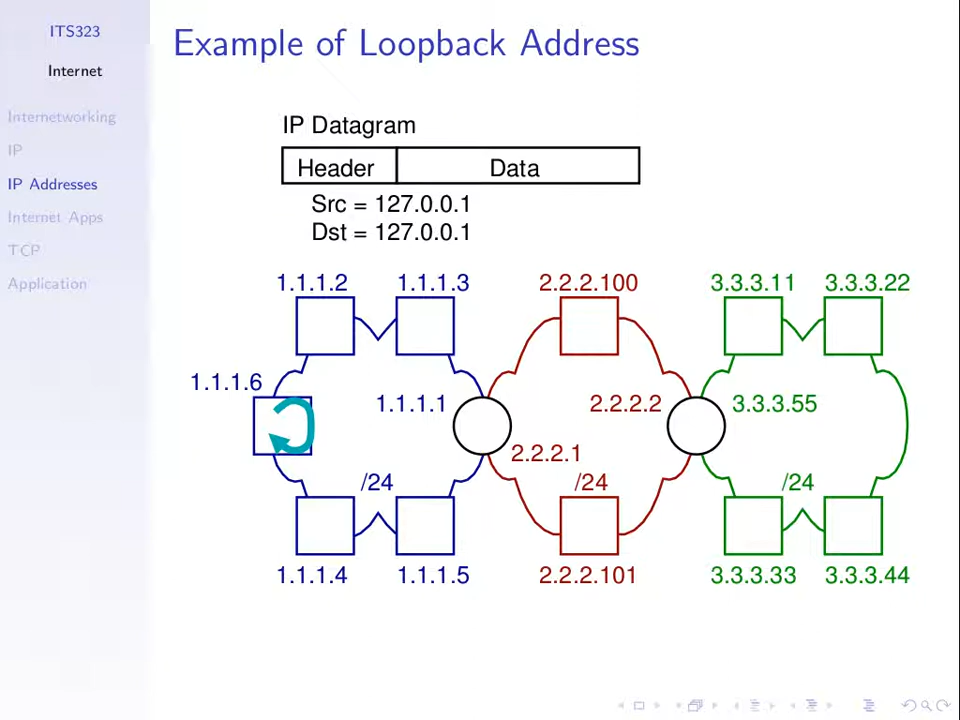 ITS323
Internet
Internetworking
IP
IP Addresses
Internet Apps
TCP
Application
Example of Loopback Address
IP Datagram
Header Data
Src = 127.0.0.1
Dst = 127.0.0.1
1.1.1.2 1.1.1.3 2.2.2.100 3.3.3.11 3.3.3.22
1.1.1.6
1.1.1.1 2.2.2.2 3.3.3.55
2.2.2.1
/24 /24 /24
1.1.1.4 1.1.1.5 2.2.2.101 3.3.3.33 3.3.3.44